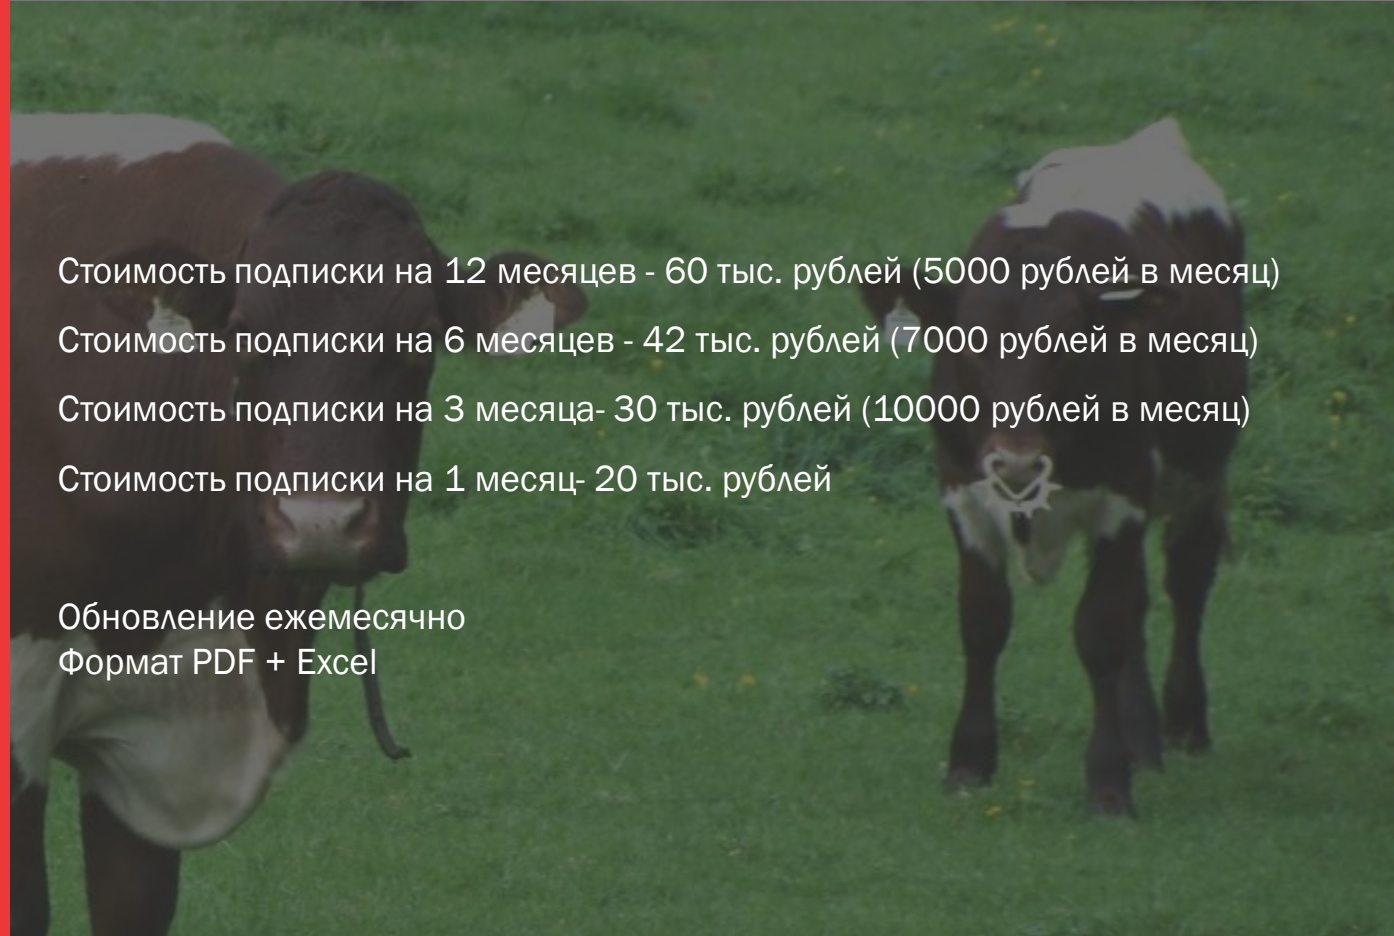 Стоимость подписки на 12 месяцев - 60 тыс. рублей (5000 рублей в месяц)
Стоимость подписки на 6 месяцев - 42 тыс. рублей (7000 рублей в месяц)
Стоимость подписки на 3 месяца- 30 тыс. рублей (10000 рублей в месяц)
Стоимость подписки на 1 месяц- 20 тыс. рублей
Обновление ежемесячно
Формат PDF + Excel